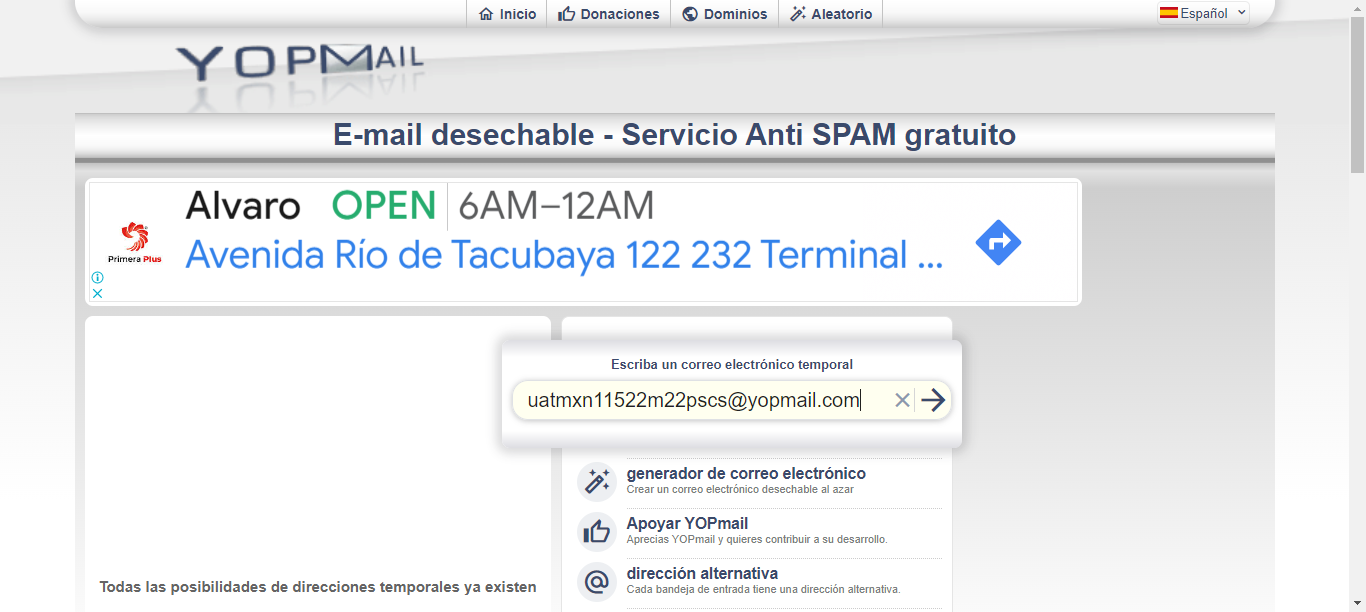 Inicio
Donaciones
Dominios
Aleatorio
Español
YOPMAIL
E-mail desechable - Servicio Anti SPAM gratuito
Alvaro OPEN 6AM–12AM
Avenida Río de Tacubaya 122 232 Terminal ...
Primera Plus
Escriba un correo electrónico temporal
uatmxn11522m22pscs@yopmail.com
generador de correo electrónico
Crear un correo electrónico desechable al azar
Apoyar YOPmail
Aprecias YOPmail y quieres contribuir a su desarrollo.
dirección alternativa
Cada bandeja de entrada tiene una dirección alternativa.
Todas las posibilidades de direcciones temporales ya existen